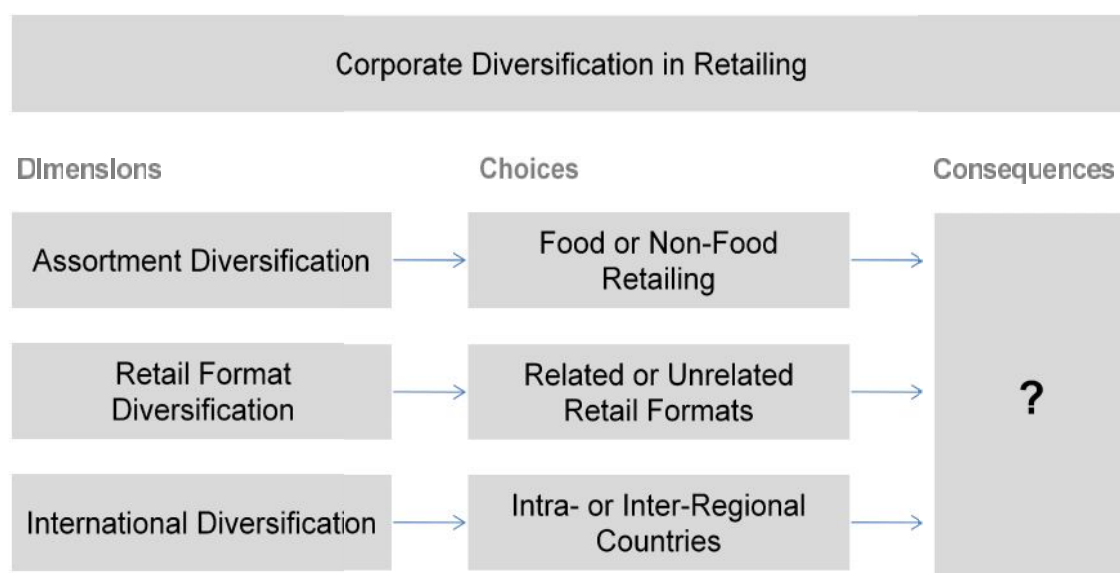 Corporate Diversification in Retailing
Dimensions
Choices
Consequences
Assortment Diversification
Food or Non-Food
Retailing
Retail Format
Diversification
Related or Unrelated
Retail Formats
?
International Diversification
Intra- or Inter-Regional
Countries